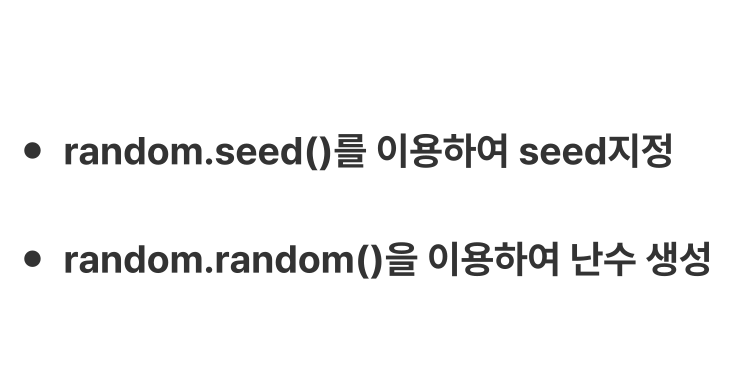 • random.seed()를 이용하여 seed지정
• random.random()을 이용하여 난수 생성